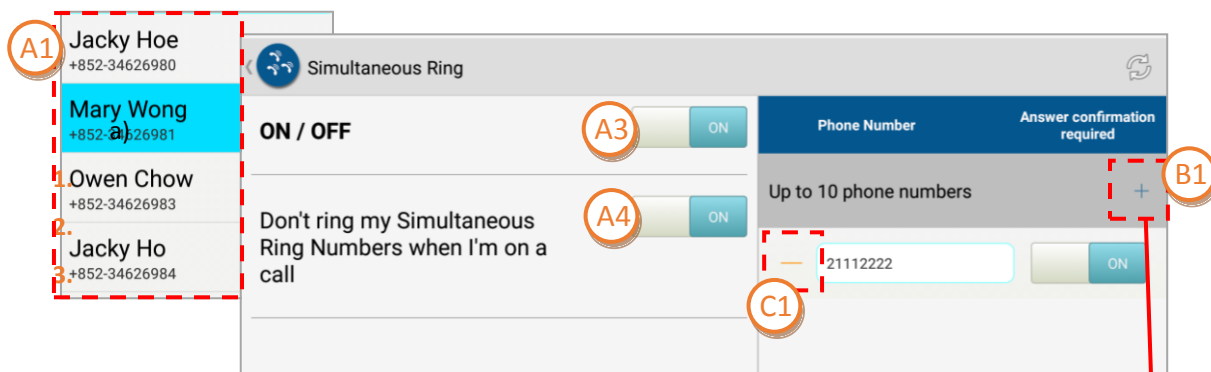 A1
Jacky Hoe
+852-34626980
Mary Wong
a)
+852-34626981
1.
Owen Chow
+852-34626983
2.
Jacky Ho
3.
+852-34626984
Simultaneous Ring
ON / OFF
A3
ON
Don't ring my Simultaneous
Ring Numbers when I'm on a
call
A4
ON
Phone Number
Answer confirmation
required
Up to 10 phone numbers
+
B1
21112222
ON
C1